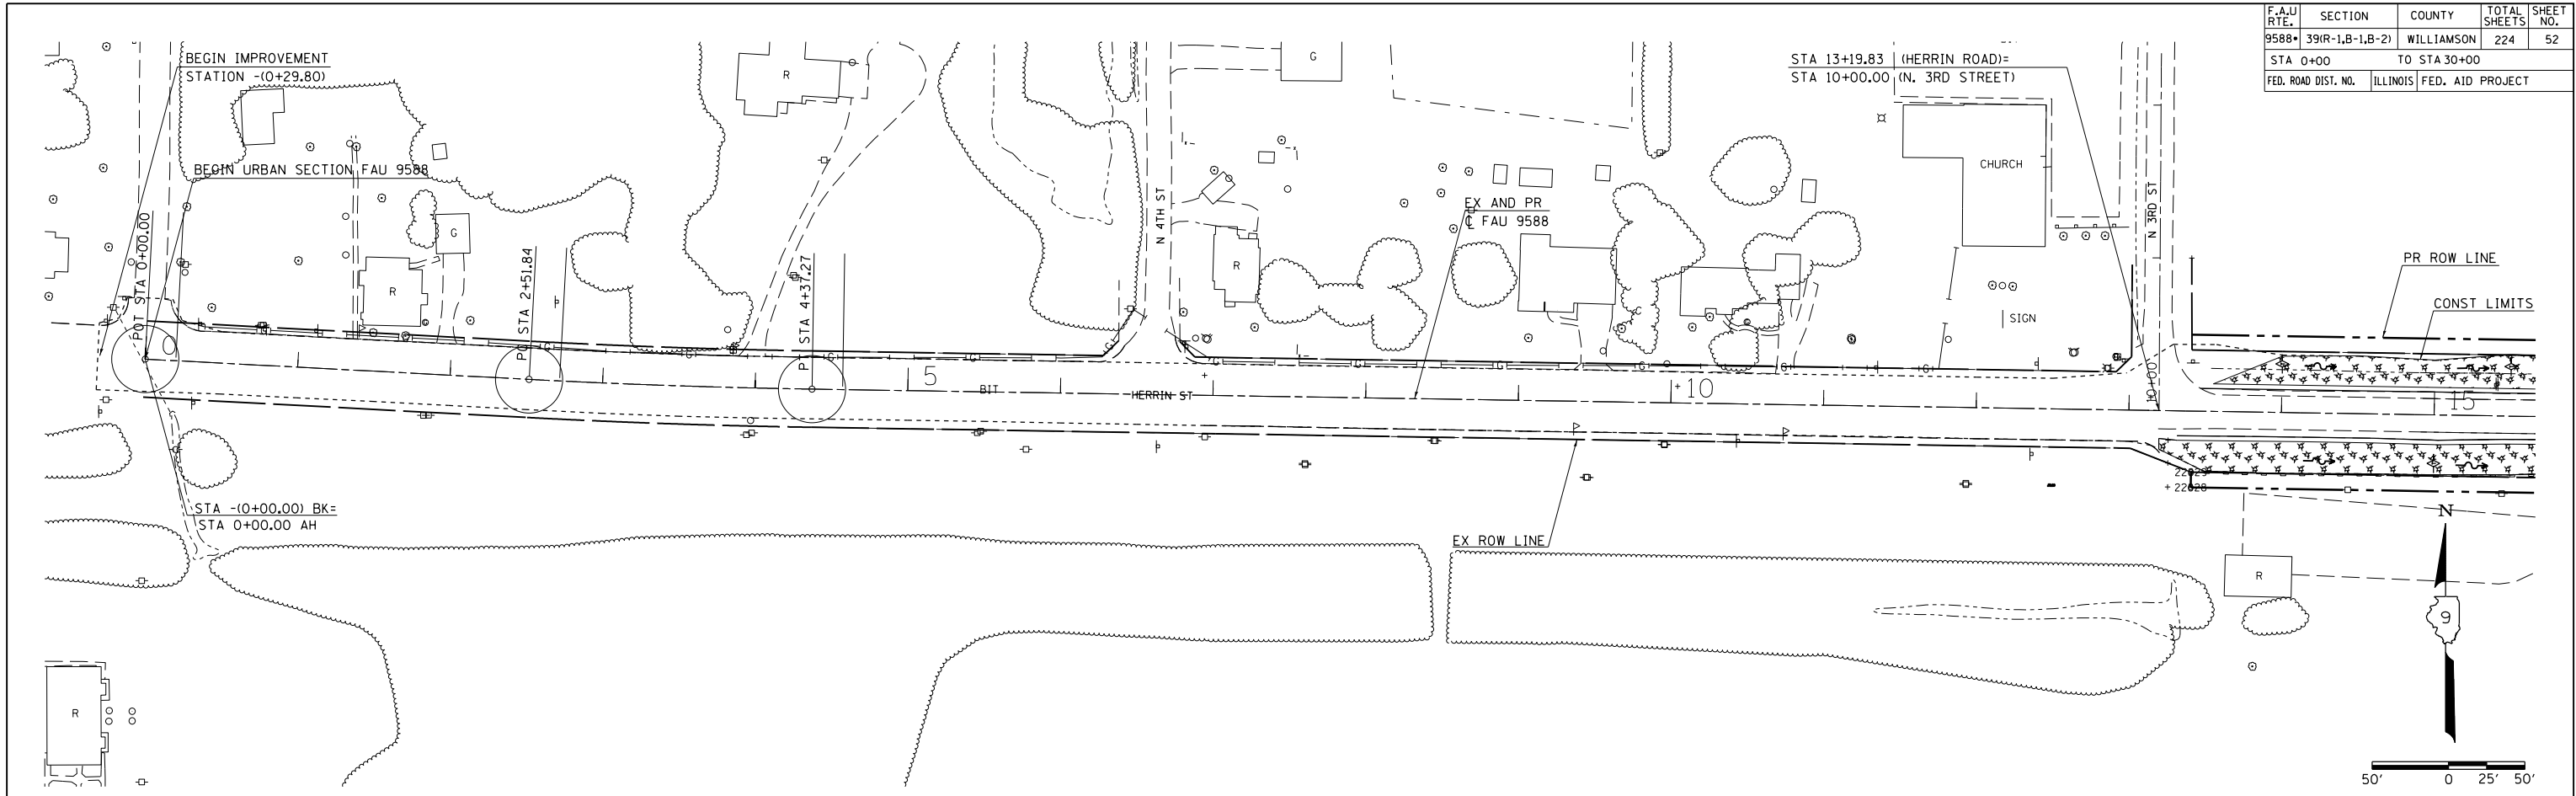 F.A.U RTE. SECTION COUNTY TOTAL SHEETS SHEET NO.
9588• 39(R-1,B-1,B-2) WILLIAMSON 224 52
STA 0+00 TO STA 30+00
FED. ROAD DIST. NO. ILLINOIS FED. AID PROJECT
BEGIN IMPROVEMENT
STATION -(0+29.80)
BEGIN URBAN SECTION FAU 9588
POT STA 0+00.00
STA 2+51.84
STA 4+37.27
R
G
R
G
N 4TH ST
R
EX AND PR
℄ FAU 9588
STA 13+19.83 (HERRIN ROAD)=
STA 10+00.00 (N. 3RD STREET)
CHURCH
SIGN
N 3RD ST
10+00
PR ROW LINE
CONST LIMITS
0
5
10
15
BIT
HERRIN ST
G G G G G G G G G
STA -(0+00.00) BK=
STA 0+00.00 AH
EX ROW LINE
22028
R
R
N
9
50' 0 25' 50'